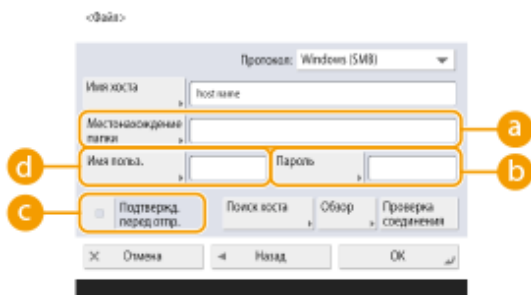 <Файл>
Протокол: Windows (SMB)
Имя хоста
host name
Местонахождение
папки
a
d
Имя польз.
Пароль
b
c
Подтвержд.
перед отпр.
Поиск хоста
Обзор
Проверка
соединения
× Отмена
Назад
OK